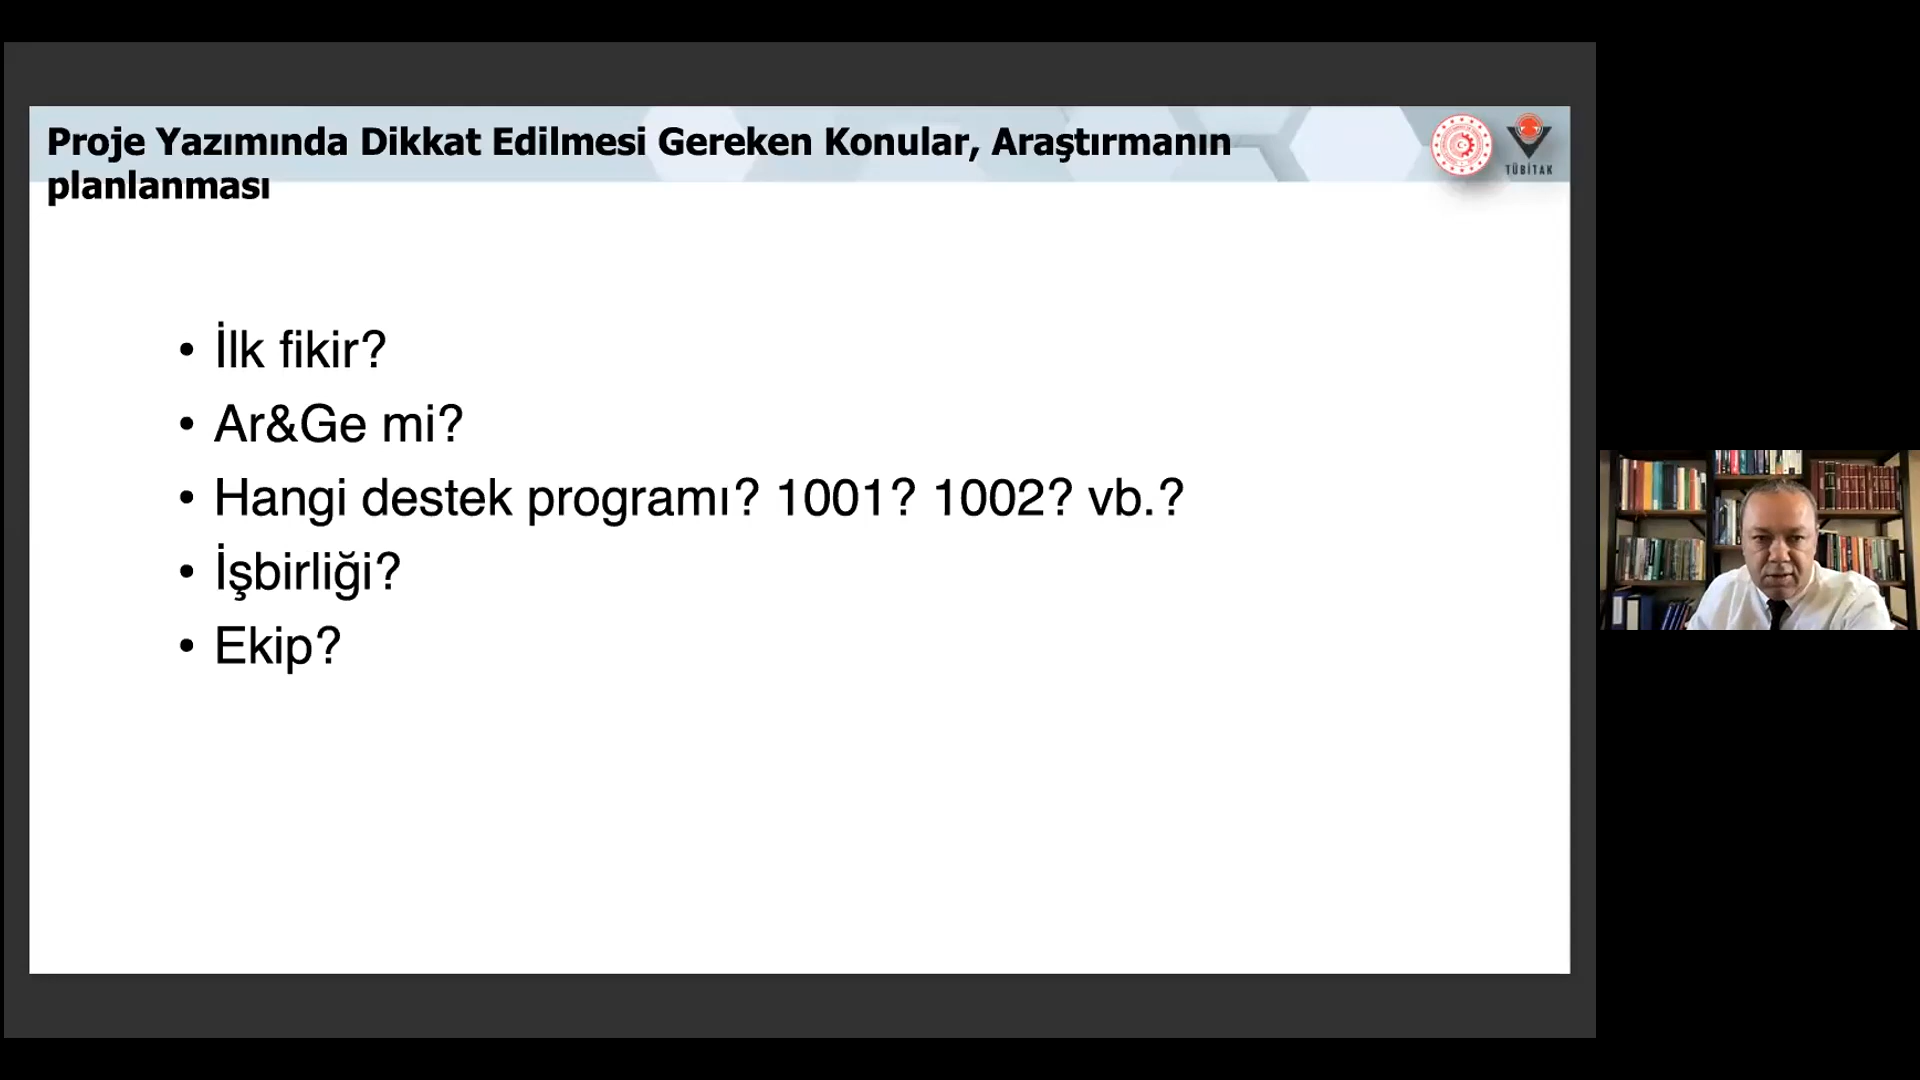 Proje Yazımında Dikkat Edilmesi Gereken Konular, Araştırmanın
planlanması
TÜBİTAK
• İlk fikir?
• Ar&Ge mi?
• Hangi destek programı? 1001? 1002? vb.?
• İşbirliği?
• Ekip?